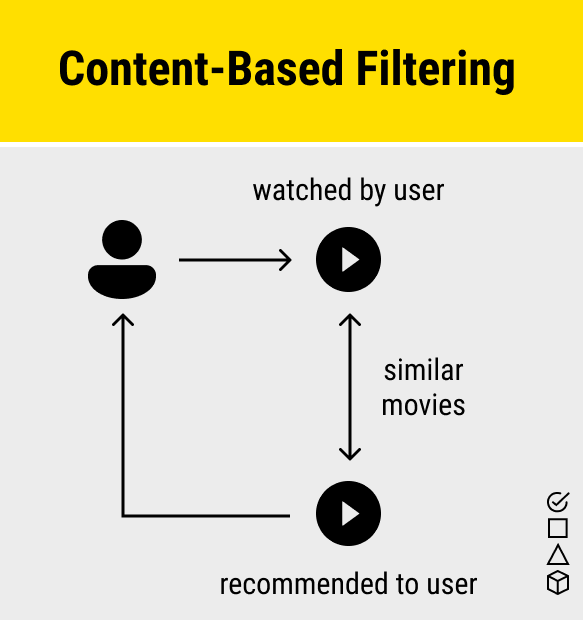 Content-Based Filtering
watched by user
similar
movies
recommended to user